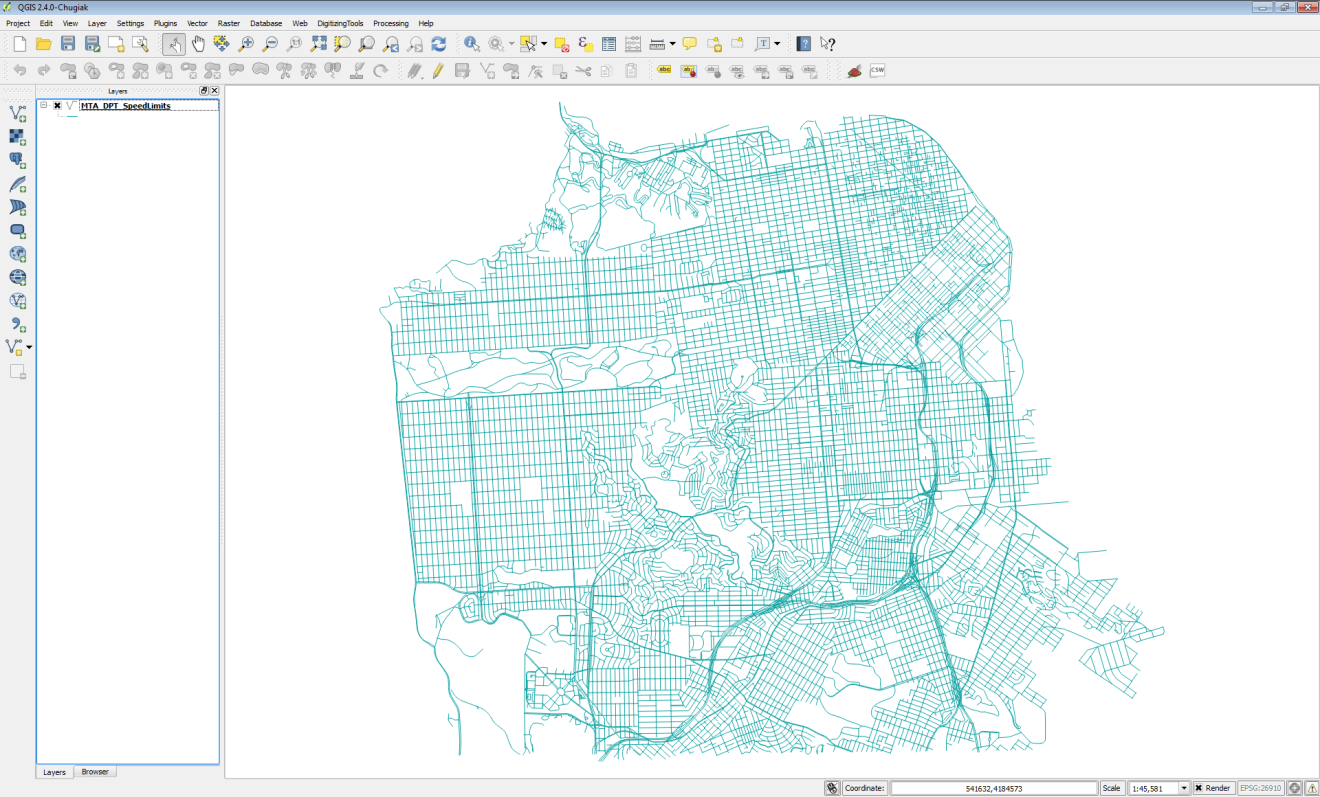 QGIS 2.4.0-Chugiak
Project Edit View Layer Settings Plugins Vector Raster Database Web DigitizingTools Processing Help
Layers
MTA_DPT_SpeedLimits
Layers Browser
Coordinate: 541632,4184573 Scale 1:45,581 Render EPSG:26910